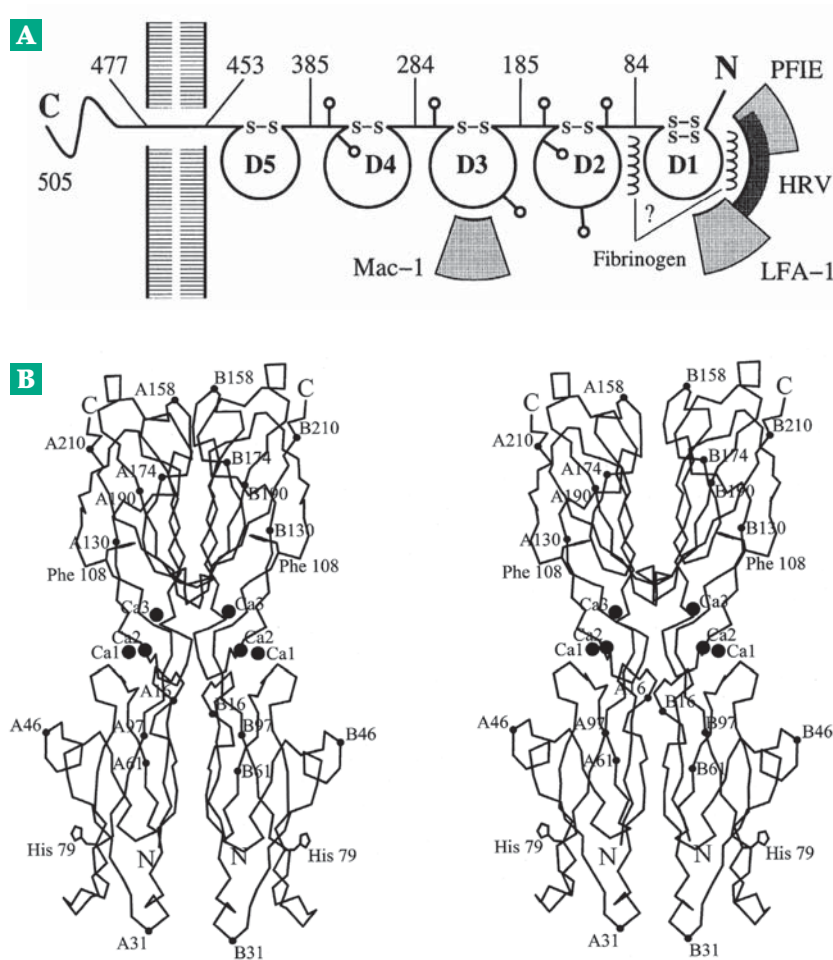 A
477 453 385 284 185 84 N PFIE
C
S–S S–S S–S S–S S–S
S–S
D5 D4 D3 D2 D1
505
HRV
?
Mac–1
Fibrinogen
LFA–1
B
A158 B158
C C
A210 B210
A174 B174
A190 B190
A130 B130
Phe 108 Phe 108
Ca3 Ca3
Ca2 Ca2
Ca1 Ca1
A16 B16
A46 A97 B97 B46
A61 B61
His 79 N N His 79
A31 B31
A158 B158
C C
A210 B210
A174 B174
A190 B190
A130 B130
Phe 108 Phe 108
Ca3 Ca3
Ca2 Ca2
Ca1 Ca1
A16 B16
A46 A97 B97 B46
A61 B61
His 79 N N His 79
A31 B31